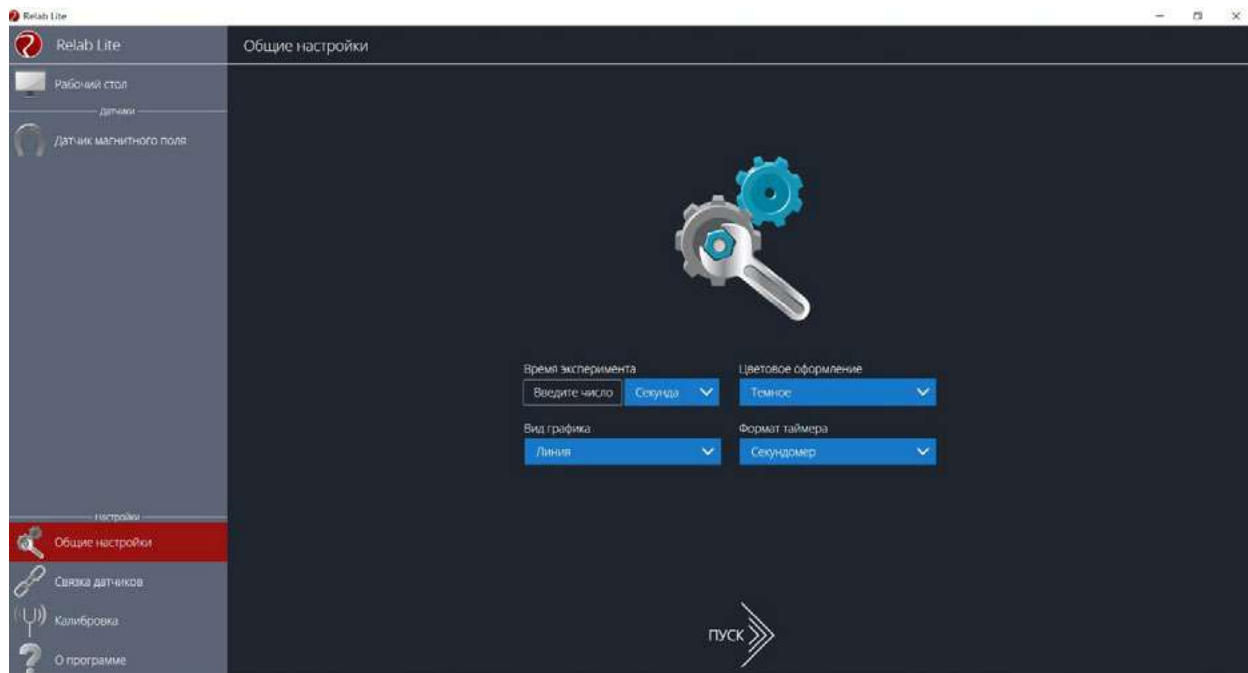 Relab Lite
Relab Lite
Общие настройки
Рабочий стол
Датчики
Датчик магнитного поля
Время эксперимента
Цветовое оформление
Введите число
Секунда
Темное
Вид графика
Формат таймера
Линия
Секундомер
Настройки
Общие настройки
Связка датчиков
Калибровка
О программе
ПУСК